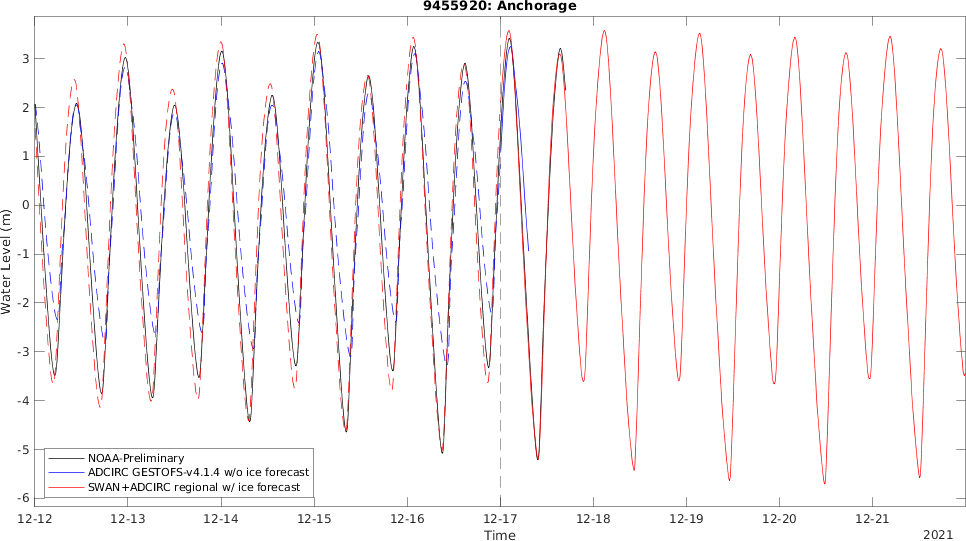 9455920: Anchorage
Water Level (m)
3
2
1
0
-1
-2
-3
-4
-5
-6
NOAA-Preliminary
ADCIRC GESTOFS-v4.1.4 w/o ice forecast
SWAN+ADCIRC regional w/ ice forecast
12-12 12-13 12-14 12-15 12-16 12-17 12-18 12-19 12-20 12-21
Time
2021